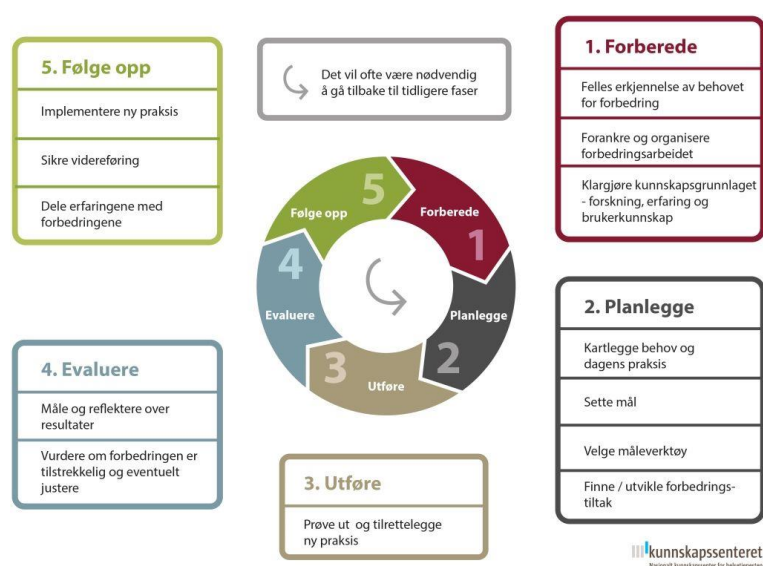 5. Følge opp
Implementere ny praksis
Sikre videreføring
Dele erfaringene med
forbedringene
Det vil ofte være nødvendig
å gå tilbake til tidligere faser
1. Forberede
Felles erkjennelse av behovet
for forbedring
Forankre og organisere
forbedringsarbeidet
Klargjøre kunnskapsgrunnlaget
- forskning, erfaring og
brukerkunnskap
5
Følge opp
Forberede
1
4
Evaluere
Planlegge
2
3
Utføre
2. Planlegge
Kartlegge behov og
dagens praksis
Sette mål
Velge måleverktøy
Finne / utvikle forbedrings-
tiltak
4. Evaluere
Måle og reflektere over
resultater
Vurdere om forbedringen er
tilstrekkelig og eventuelt
justere
3. Utføre
Prøve ut og tilrettelegge
ny praksis
kunnskapssenteret